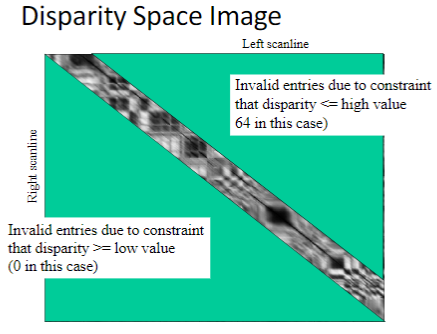 Disparity Space Image
Left scanline
Invalid entries due to constraint
that disparity <= high value
64 in this case)
Right scanline
Invalid entries due to constraint
that disparity >= low value
(0 in this case)